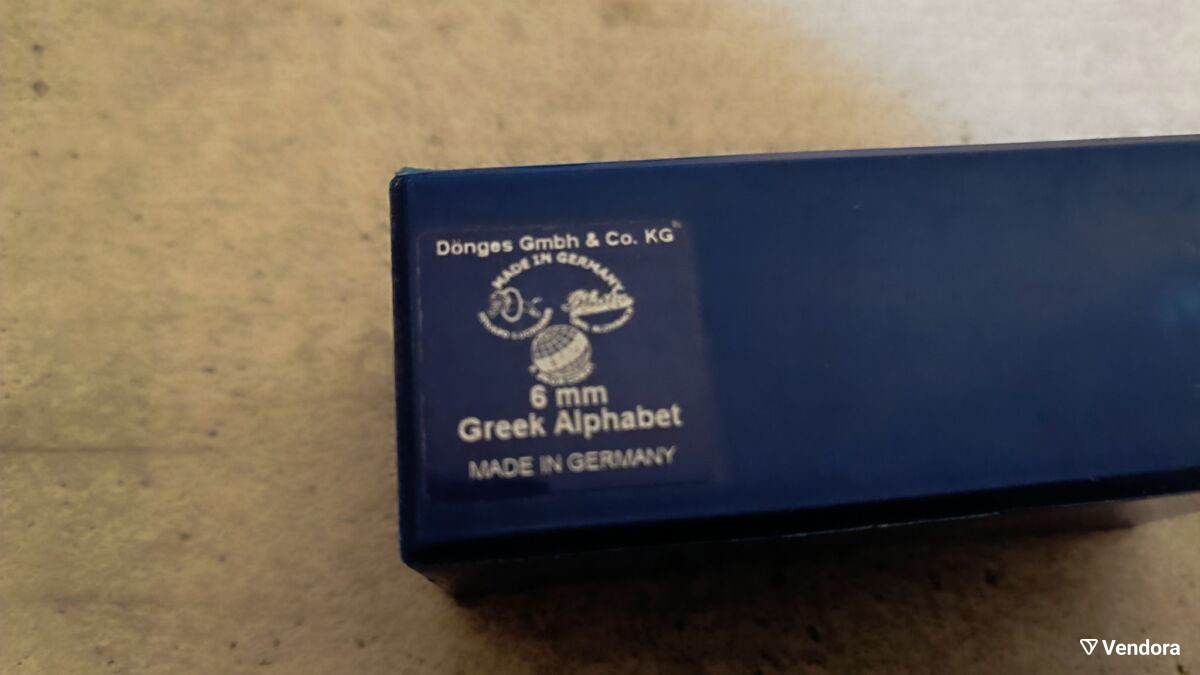 Dönges Gmbh & Co. KG
MADE IN GERMANY
6 mm
Greek Alphabet
MADE IN GERMANY
Vendora